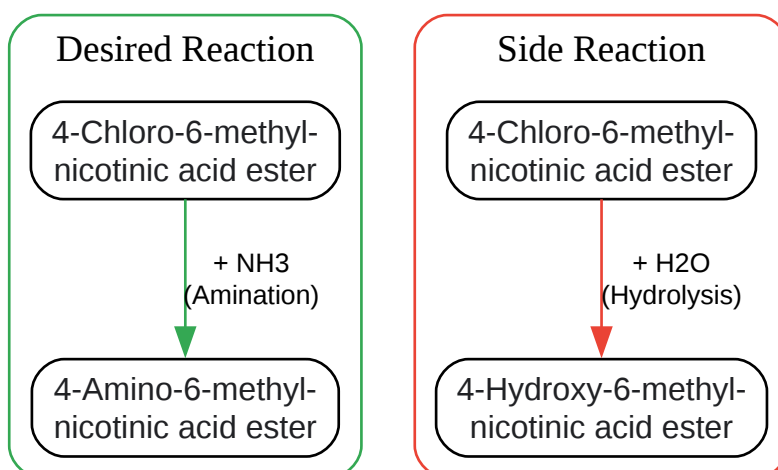 Desired Reaction
4-Chloro-6-methyl-
nicotinic acid ester
+ NH3
(Amination)
4-Amino-6-methyl-
nicotinic acid ester
Side Reaction
4-Chloro-6-methyl-
nicotinic acid ester
+ H2O
(Hydrolysis)
4-Hydroxy-6-methyl-
nicotinic acid ester